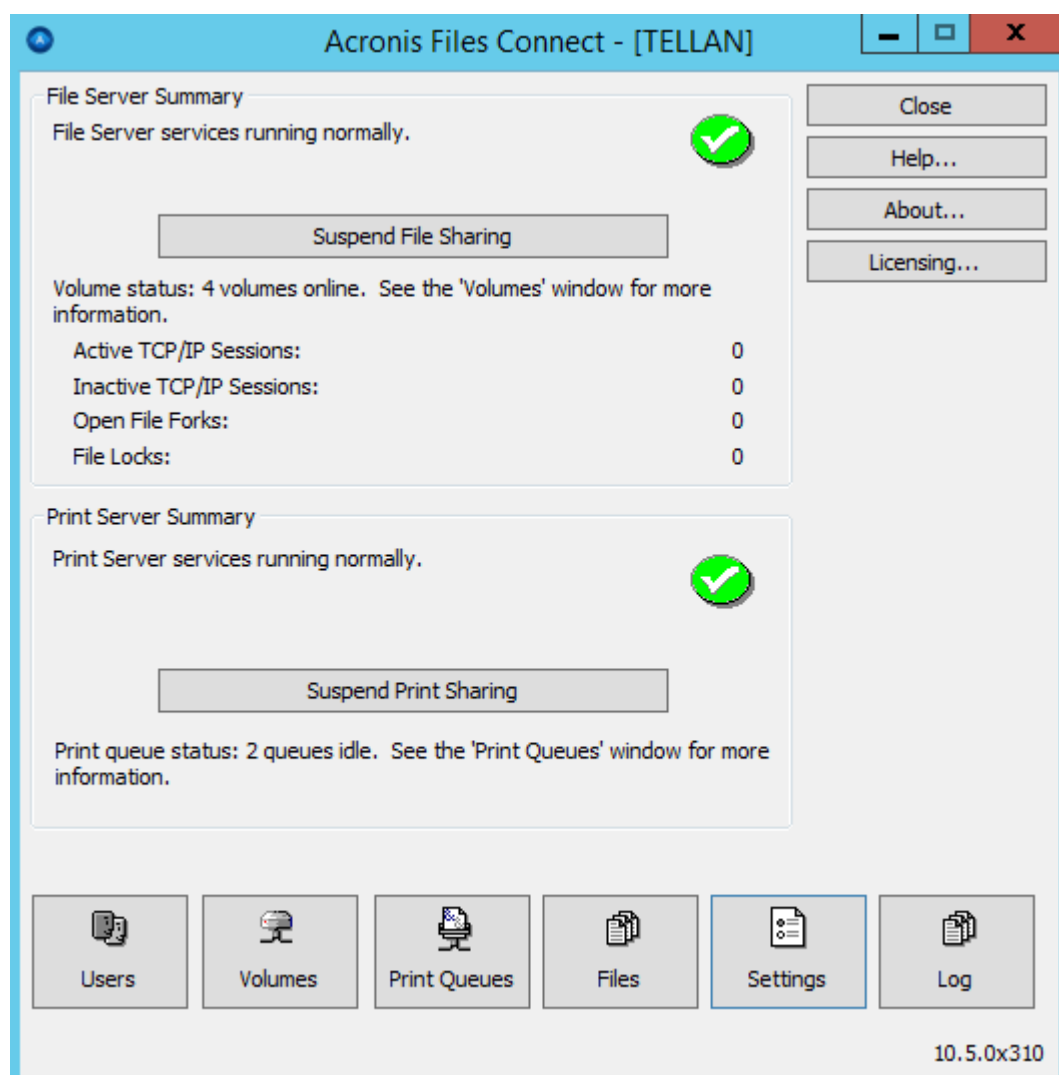 Acronis Files Connect - [TELLAN]
File Server Summary
File Server services running normally.
Suspend File Sharing
Volume status: 4 volumes online.  See the 'Volumes' window for more
information.
Active TCP/IP Sessions: 0
Inactive TCP/IP Sessions: 0
Open File Forks: 0
File Locks: 0
Close
Help...
About...
Licensing...
Print Server Summary
Print Server services running normally.
Suspend Print Sharing
Print queue status: 2 queues idle.  See the 'Print Queues' window for more
information.
Users
Volumes
Print Queues
Files
Settings
Log
10.5.0x310